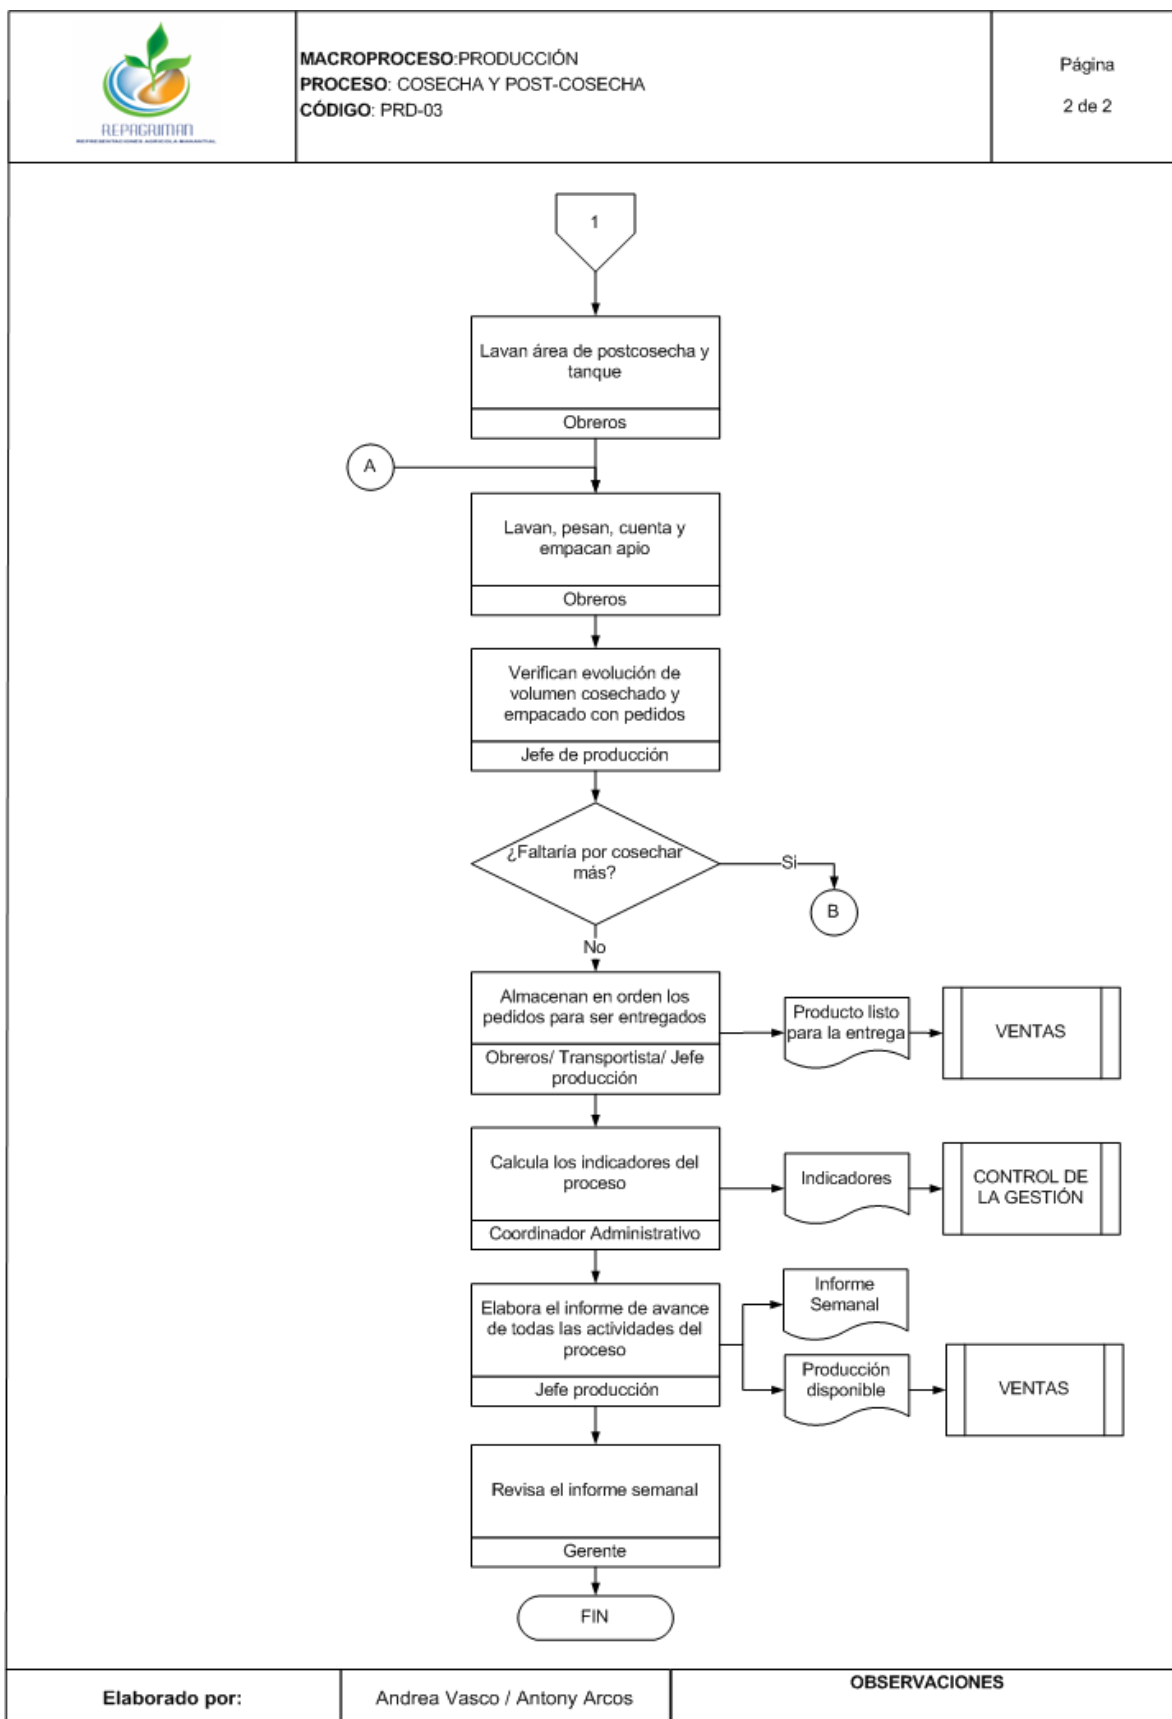 REPAGRIMAN
REPRESENTACIONES AGRICOLA MANANTIAL
MACROPROCESO:PRODUCCIÓN
PROCESO: COSECHA Y POST-COSECHA
CÓDIGO: PRD-03
Página
2 de 2
1
Lavan área de postcosecha y
tanque
Obreros
A
Lavan, pesan, cuenta y
empacan apio
Obreros
Verifican evolución de
volumen cosechado y
empacado con pedidos
Jefe de producción
¿Faltaría por cosechar
más?
Si
B
No
Almacenan en orden los
pedidos para ser entregados
Obreros/ Transportista/ Jefe
producción
Producto listo
para la entrega
VENTAS
Calcula los indicadores del
proceso
Coordinador Administrativo
Indicadores
CONTROL DE
LA GESTIÓN
Elabora el informe de avance
de todas las actividades del
proceso
Jefe producción
Informe
Semanal
Producción
disponible
VENTAS
Revisa el informe semanal
Gerente
FIN
Elaborado por:
Andrea Vasco / Antony Arcos
OBSERVACIONES